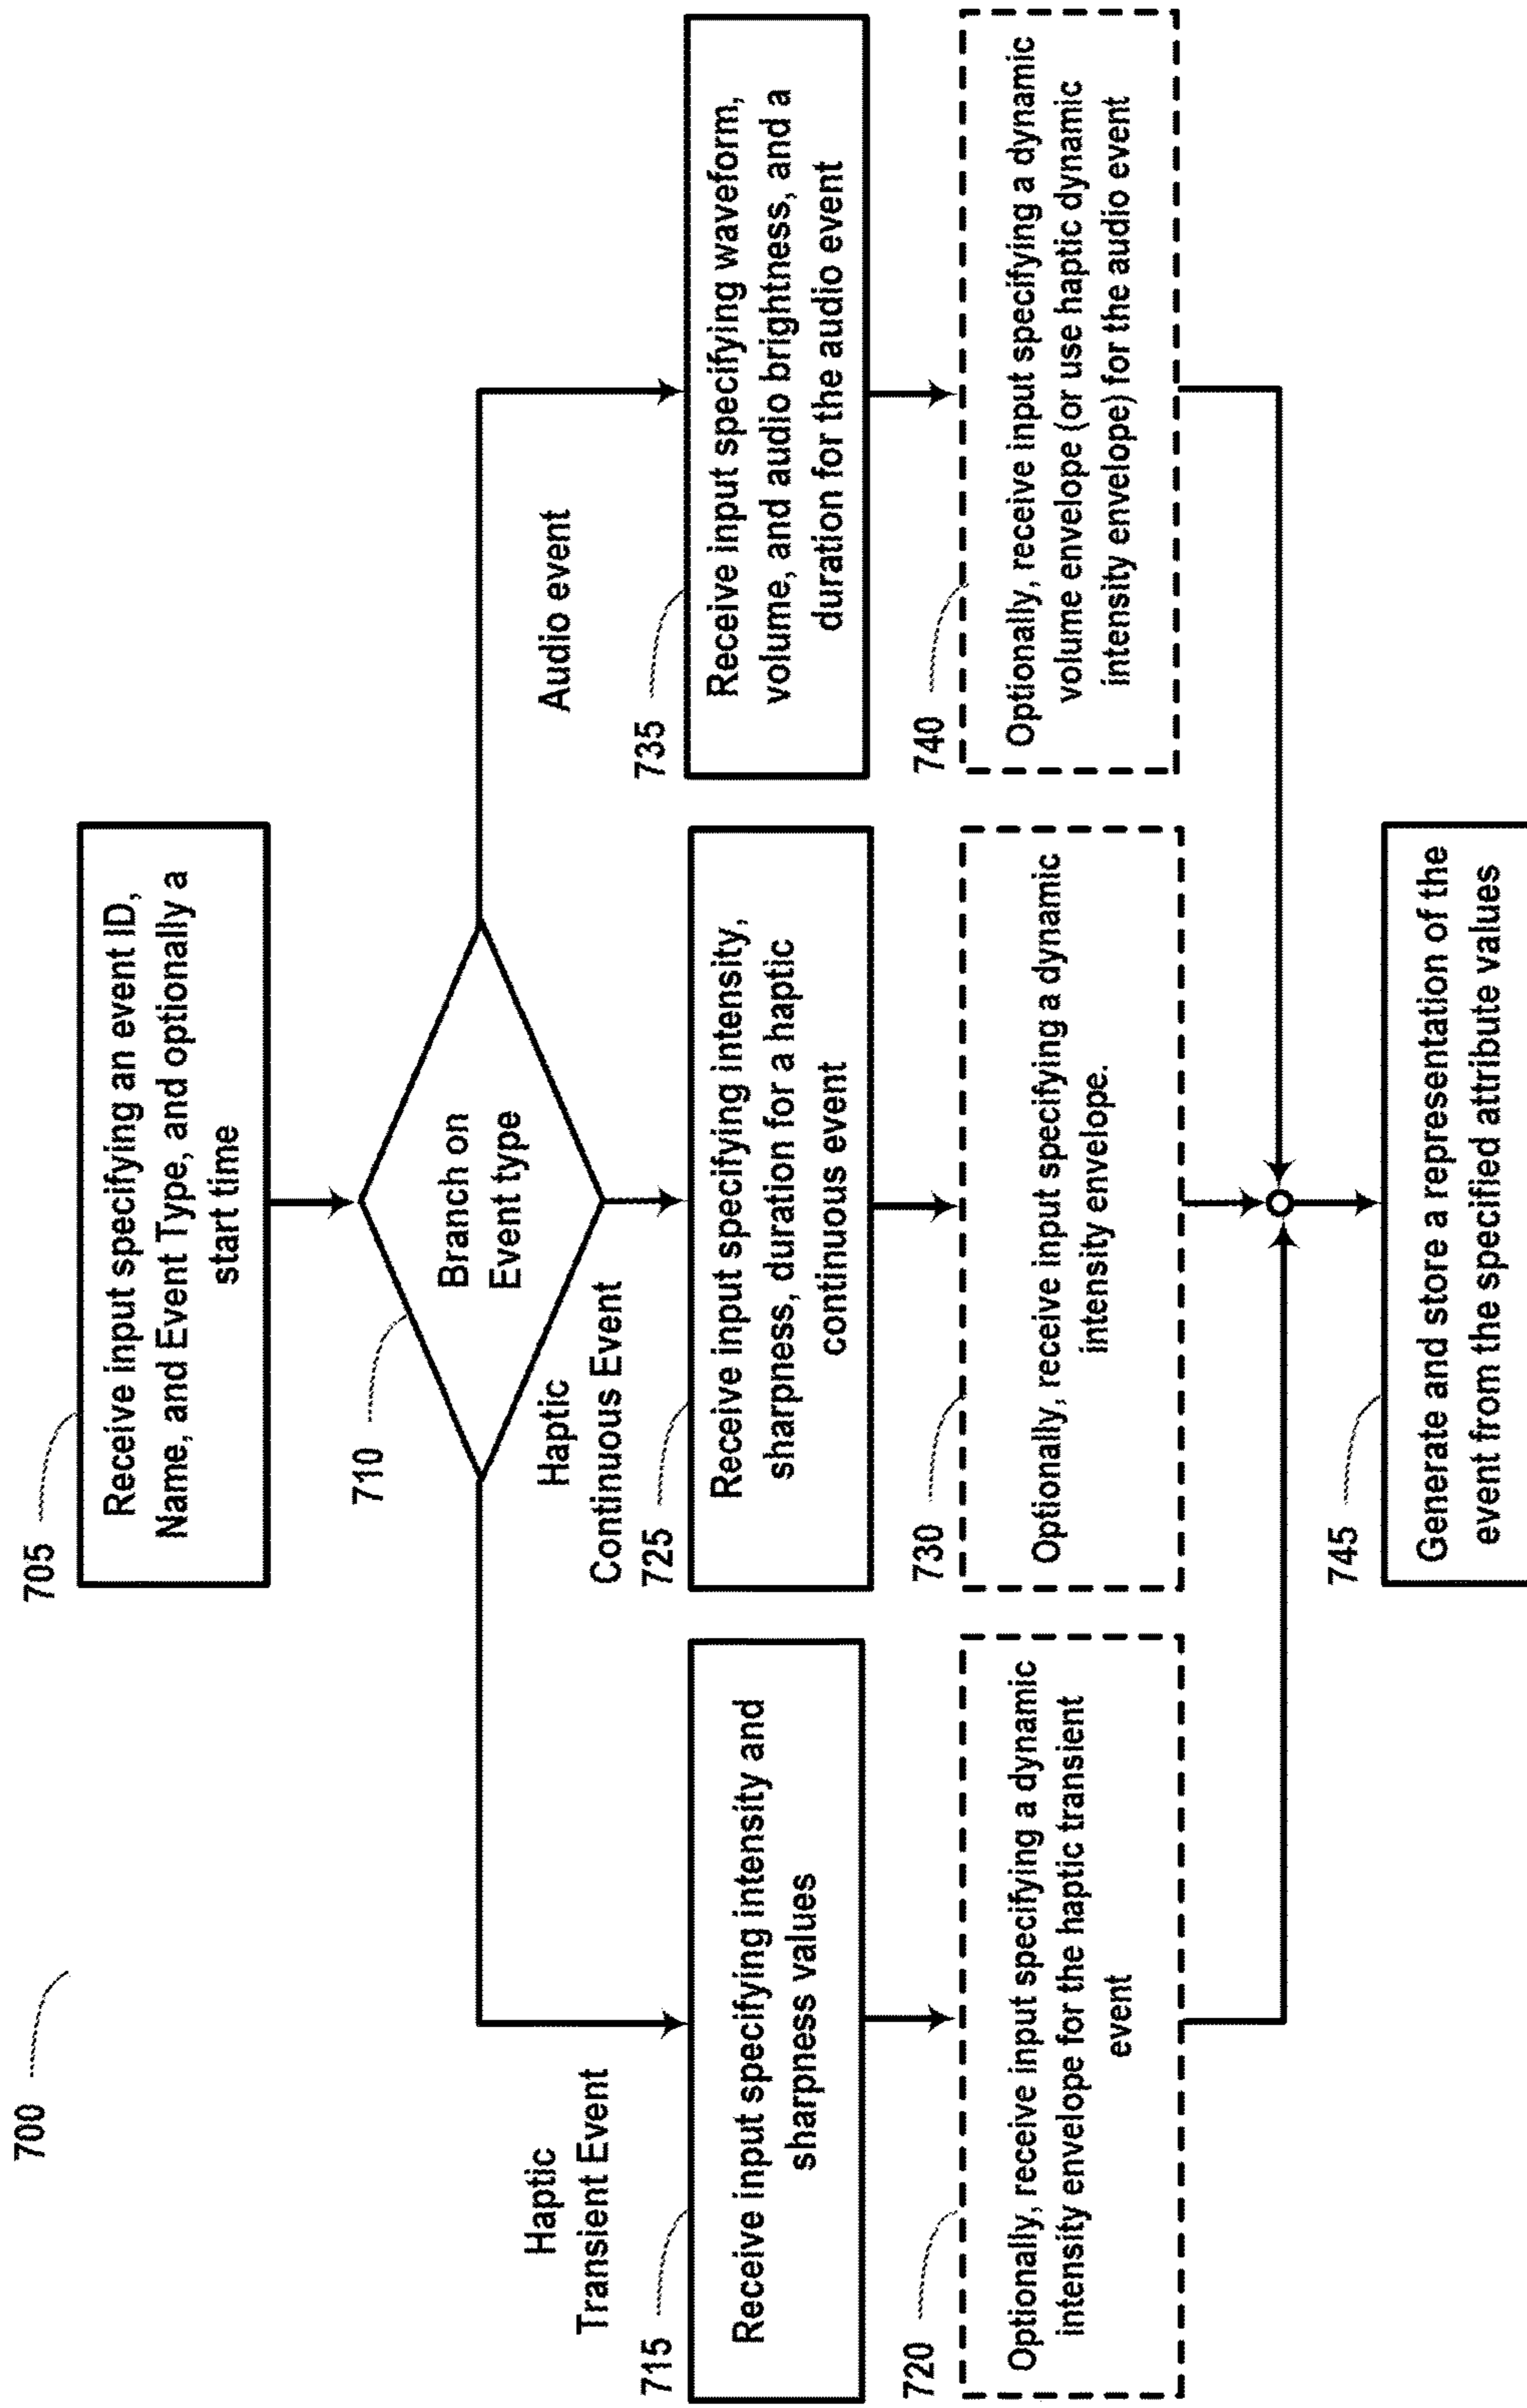 700
705
Receive input specifying an event ID,
Name, and Event Type, and optionally a
start time
710
Branch on
Event type
Haptic
Transient Event
Haptic
Continuous Event
Audio event
715
Receive input specifying intensity and
sharpness values
725
Receive input specifying intensity,
sharpness, duration for a haptic
continuous event
735
Receive input specifying waveform,
volume, and audio brightness, and a
duration for the audio event
720
Optionally, receive input specifying a dynamic
intensity envelope for the haptic transient
event
730
Optionally, receive input specifying a dynamic
intensity envelope.
740
Optionally, receive input specifying a dynamic
volume envelope (or use haptic dynamic
intensity envelope) for the audio event
745
Generate and store a representation of the
event from the specified attribute values